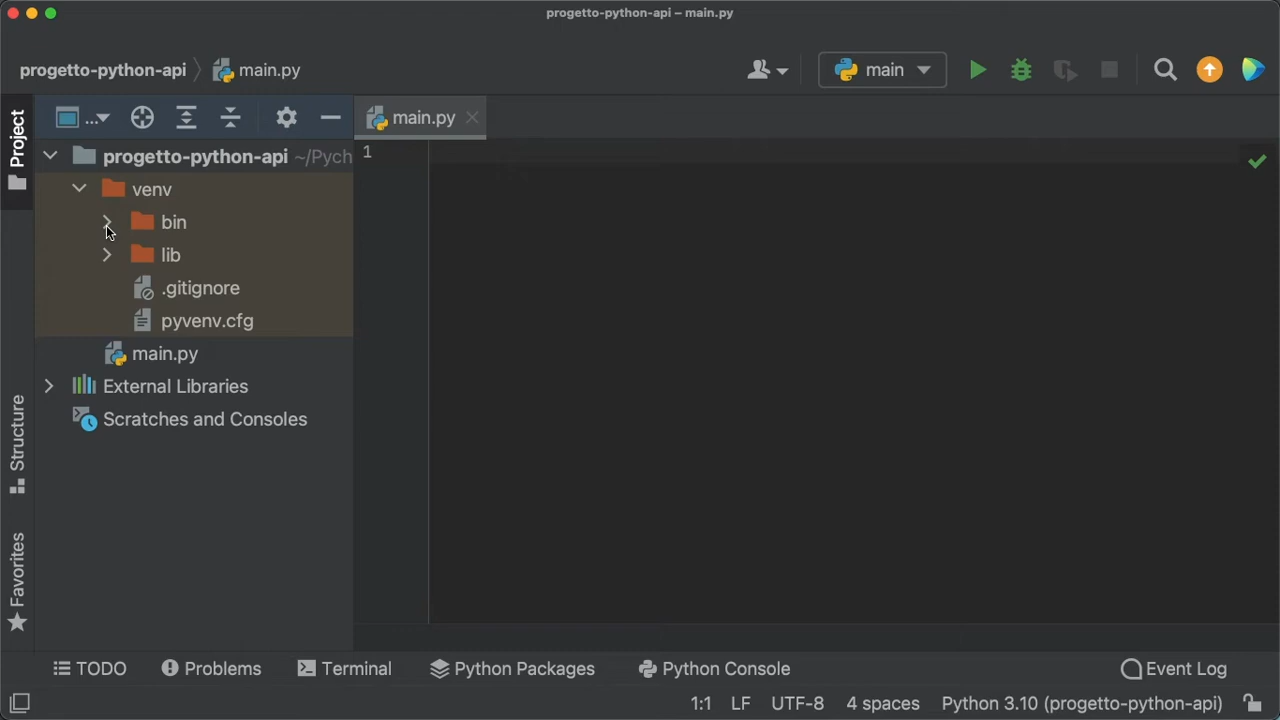 progetto-python-api – main.py
progetto-python-api main.py
main
Project
...
main.py
progetto-python-api ~/Pych
1
venv
bin
lib
.gitignore
pyvenv.cfg
main.py
External Libraries
Scratches and Consoles
Structure
Favorites
TODO Problems Terminal Python Packages Python Console Event Log
1:1 LF UTF-8 4 spaces Python 3.10 (progetto-python-api)